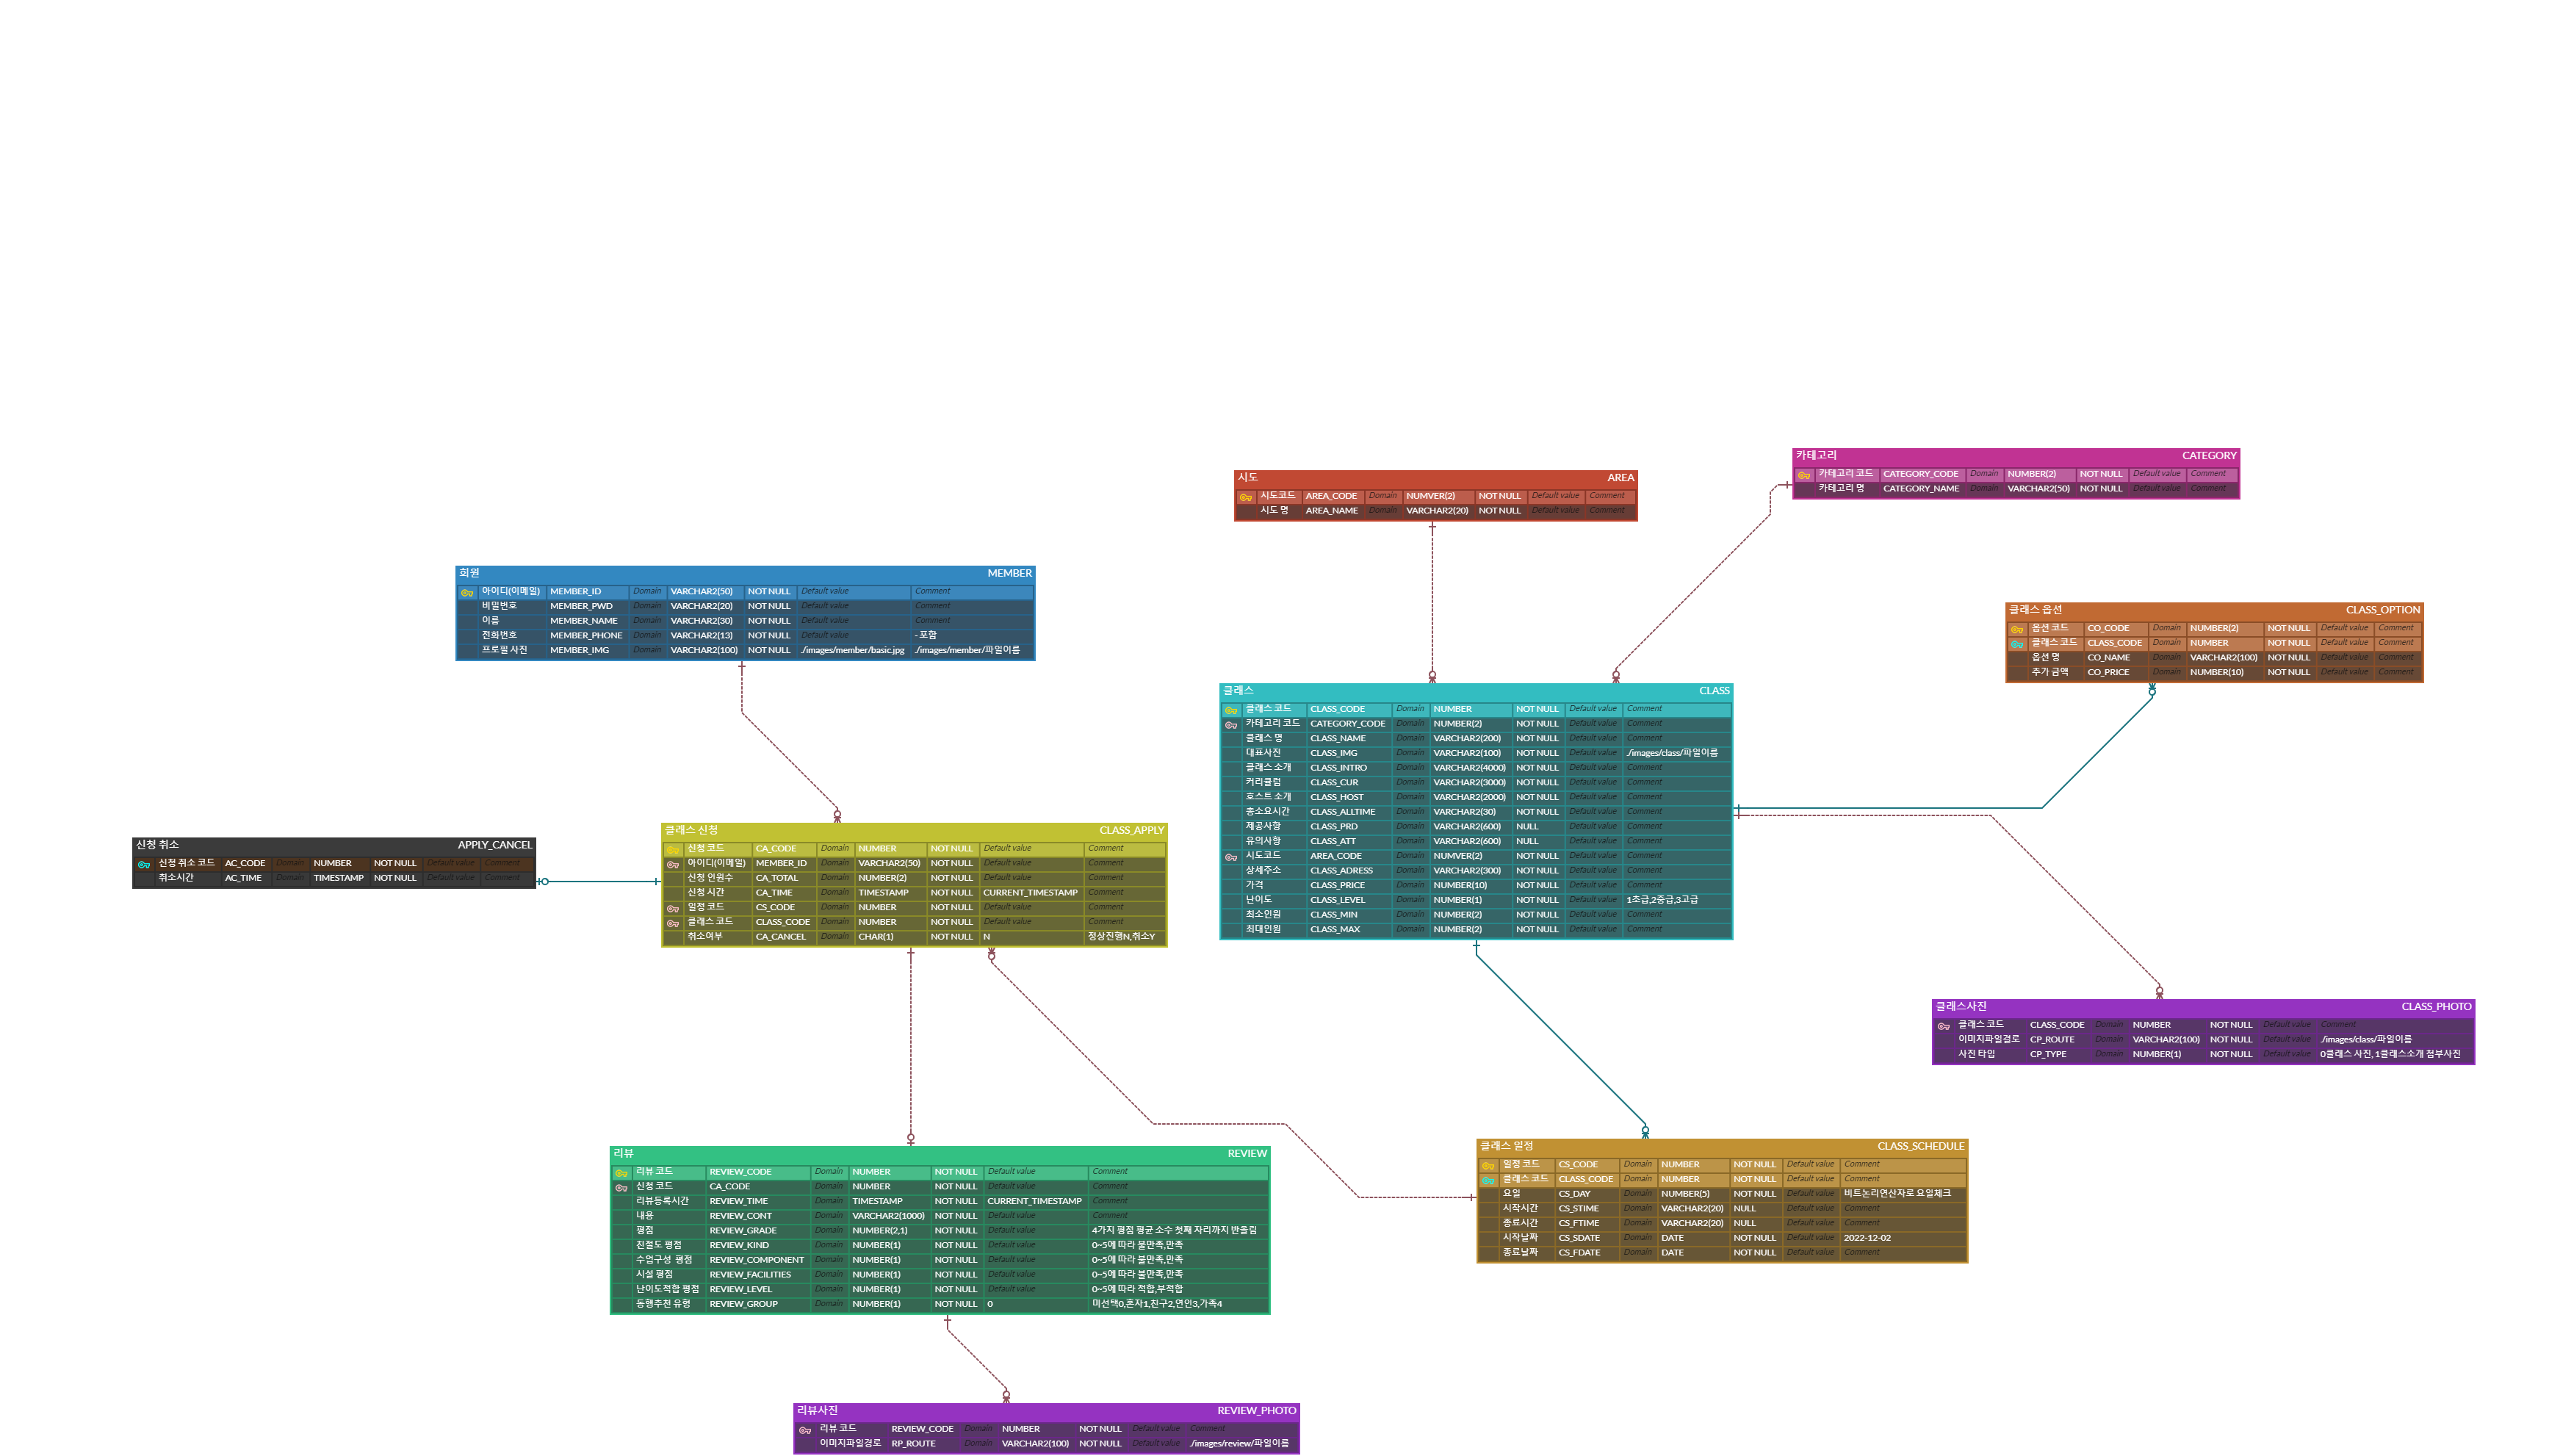 카테고리 CATEGORY
카테고리 코드 CATEGORY_CODE Domain NUMBER(2) NOT NULL Default value Comment
카테고리 명 CATEGORY_NAME Domain VARCHAR2(50) NOT NULL Default value Comment
시도 AREA
시도코드 AREA_CODE Domain NUMVER(2) NOT NULL Default value Comment
시도 명 AREA_NAME Domain VARCHAR2(20) NOT NULL Default value Comment
회원 MEMBER
아이디(이메일) MEMBER_ID Domain VARCHAR2(50) NOT NULL Default value Comment
비밀번호 MEMBER_PWD Domain VARCHAR2(20) NOT NULL Default value Comment
이름 MEMBER_NAME Domain VARCHAR2(30) NOT NULL Default value Comment
전화번호 MEMBER_PHONE Domain VARCHAR2(13) NOT NULL Default value - 포함
프로필 사진 MEMBER_IMG Domain VARCHAR2(100) NOT NULL ./images/member/basic.jpg ./images/member/파일이름
클래스 옵션 CLASS_OPTION
옵션 코드 CO_CODE Domain NUMBER(2) NOT NULL Default value Comment
클래스 코드 CLASS_CODE Domain NUMBER NOT NULL Default value Comment
옵션 명 CO_NAME Domain VARCHAR2(100) NOT NULL Default value Comment
추가 금액 CO_PRICE Domain NUMBER(10) NOT NULL Default value Comment
클래스 CLASS
클래스 코드 CLASS_CODE Domain NUMBER NOT NULL Default value Comment
카테고리 코드 CATEGORY_CODE Domain NUMBER(2) NOT NULL Default value Comment
클래스 명 CLASS_NAME Domain VARCHAR2(200) NOT NULL Default value Comment
대표사진 CLASS_IMG Domain VARCHAR2(100) NOT NULL Default value ./images/class/파일이름
클래스 소개 CLASS_INTRO Domain VARCHAR2(4000) NOT NULL Default value Comment
커리큘럼 CLASS_CUR Domain VARCHAR2(3000) NOT NULL Default value Comment
호스트 소개 CLASS_HOST Domain VARCHAR2(2000) NOT NULL Default value Comment
총소요시간 CLASS_ALLTIME Domain VARCHAR2(30) NOT NULL Default value Comment
제공사항 CLASS_PRD Domain VARCHAR2(600) NULL Default value Comment
유의사항 CLASS_ATT Domain VARCHAR2(600) NULL Default value Comment
시도코드 AREA_CODE Domain NUMVER(2) NOT NULL Default value Comment
상세주소 CLASS_ADRESS Domain VARCHAR2(300) NOT NULL Default value Comment
가격 CLASS_PRICE Domain NUMBER(10) NOT NULL Default value Comment
난이도 CLASS_LEVEL Domain NUMBER(1) NOT NULL Default value 1초급,2중급,3고급
최소인원 CLASS_MIN Domain NUMBER(2) NOT NULL Default value Comment
최대인원 CLASS_MAX Domain NUMBER(2) NOT NULL Default value Comment
클래스 신청 CLASS_APPLY
신청 코드 CA_CODE Domain NUMBER NOT NULL Default value Comment
아이디(이메일) MEMBER_ID Domain VARCHAR2(50) NOT NULL Default value Comment
신청 인원수 CA_TOTAL Domain NUMBER(2) NOT NULL Default value Comment
신청 시간 CA_TIME Domain TIMESTAMP NOT NULL CURRENT_TIMESTAMP Comment
일정 코드 CS_CODE Domain NUMBER NOT NULL Default value Comment
클래스 코드 CLASS_CODE Domain NUMBER NOT NULL Default value Comment
취소여부 CA_CANCEL Domain CHAR(1) NOT NULL N 정상진행N,취소Y
신청 취소 APPLY_CANCEL
신청 취소 코드 AC_CODE Domain NUMBER NOT NULL Default value Comment
취소시간 AC_TIME Domain TIMESTAMP NOT NULL Default value Comment
클래스사진 CLASS_PHOTO
클래스 코드 CLASS_CODE Domain NUMBER NOT NULL Default value Comment
이미지파일경로 CP_ROUTE Domain VARCHAR2(100) NOT NULL Default value ./images/class/파일이름
사진 타입 CP_TYPE Domain NUMBER(1) NOT NULL Default value 0클래스 사진, 1클래스소개 첨부사진
클래스 일정 CLASS_SCHEDULE
일정 코드 CS_CODE Domain NUMBER NOT NULL Default value Comment
클래스 코드 CLASS_CODE Domain NUMBER NOT NULL Default value Comment
요일 CS_DAY Domain NUMBER(5) NOT NULL Default value 비트논리연산자로 요일체크
시작시간 CS_STIME Domain VARCHAR2(20) NULL Default value Comment
종료시간 CS_FTIME Domain VARCHAR2(20) NULL Default value Comment
시작날짜 CS_SDATE Domain DATE NOT NULL Default value 2022-12-02
종료날짜 CS_FDATE Domain DATE NOT NULL Default value Comment
리뷰 REVIEW
리뷰 코드 REVIEW_CODE Domain NUMBER NOT NULL Default value Comment
신청 코드 CA_CODE Domain NUMBER NOT NULL Default value Comment
리뷰등록시간 REVIEW_TIME Domain TIMESTAMP NOT NULL CURRENT_TIMESTAMP Comment
내용 REVIEW_CONT Domain VARCHAR2(1000) NOT NULL Default value Comment
평점 REVIEW_GRADE Domain NUMBER(2,1) NOT NULL Default value 4가지 평점 평균 소수 첫째 자리까지 반올림
친절도 평점 REVIEW_KIND Domain NUMBER(1) NOT NULL Default value 0~5에 따라 불만족,만족
수업구성 평점 REVIEW_COMPONENT Domain NUMBER(1) NOT NULL Default value 0~5에 따라 불만족,만족
시설 평점 REVIEW_FACILITIES Domain NUMBER(1) NOT NULL Default value 0~5에 따라 불만족,만족
난이도적합 평점 REVIEW_LEVEL Domain NUMBER(1) NOT NULL Default value 0~5에 따라 적합,부적합
동행추천 유형 REVIEW_GROUP Domain NUMBER(1) NOT NULL 0 미선택0,혼자1,친구2,연인3,가족4
리뷰사진 REVIEW_PHOTO
리뷰 코드 REVIEW_CODE Domain NUMBER NOT NULL Default value Comment
이미지파일경로 RP_ROUTE Domain VARCHAR2(100) NOT NULL Default value ./images/review/파일이름